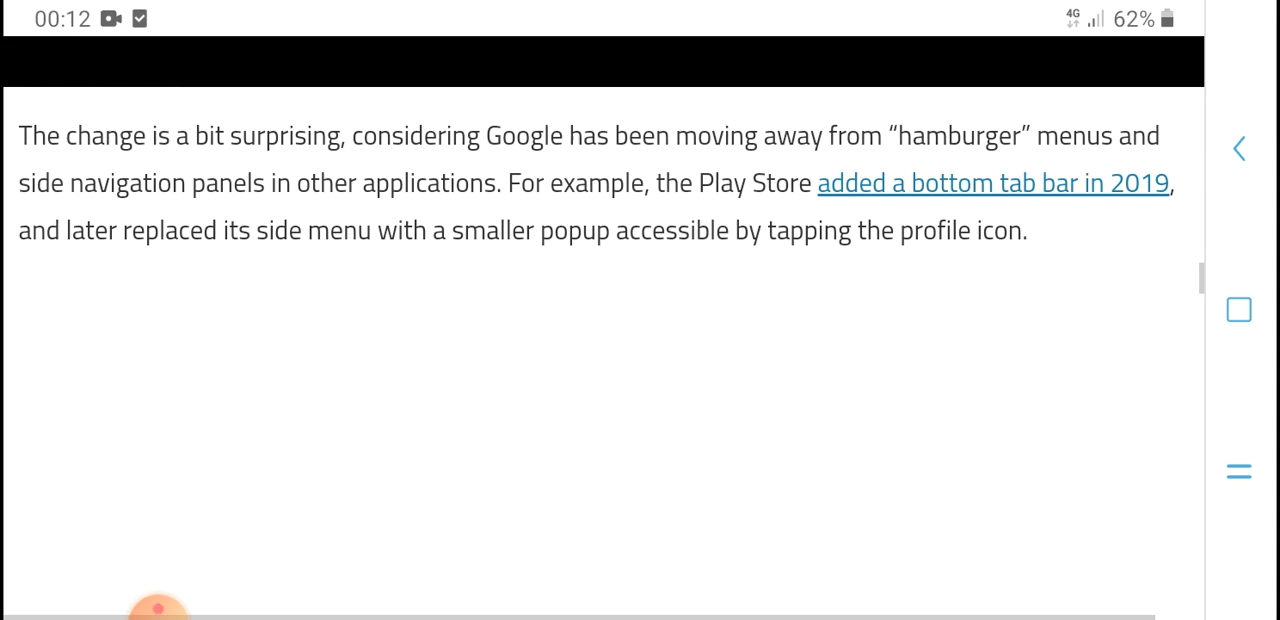 00:12
4G 62%
The change is a bit surprising, considering Google has been moving away from “hamburger” menus and
side navigation panels in other applications. For example, the Play Store added a bottom tab bar in 2019,
and later replaced its side menu with a smaller popup accessible by tapping the profile icon.